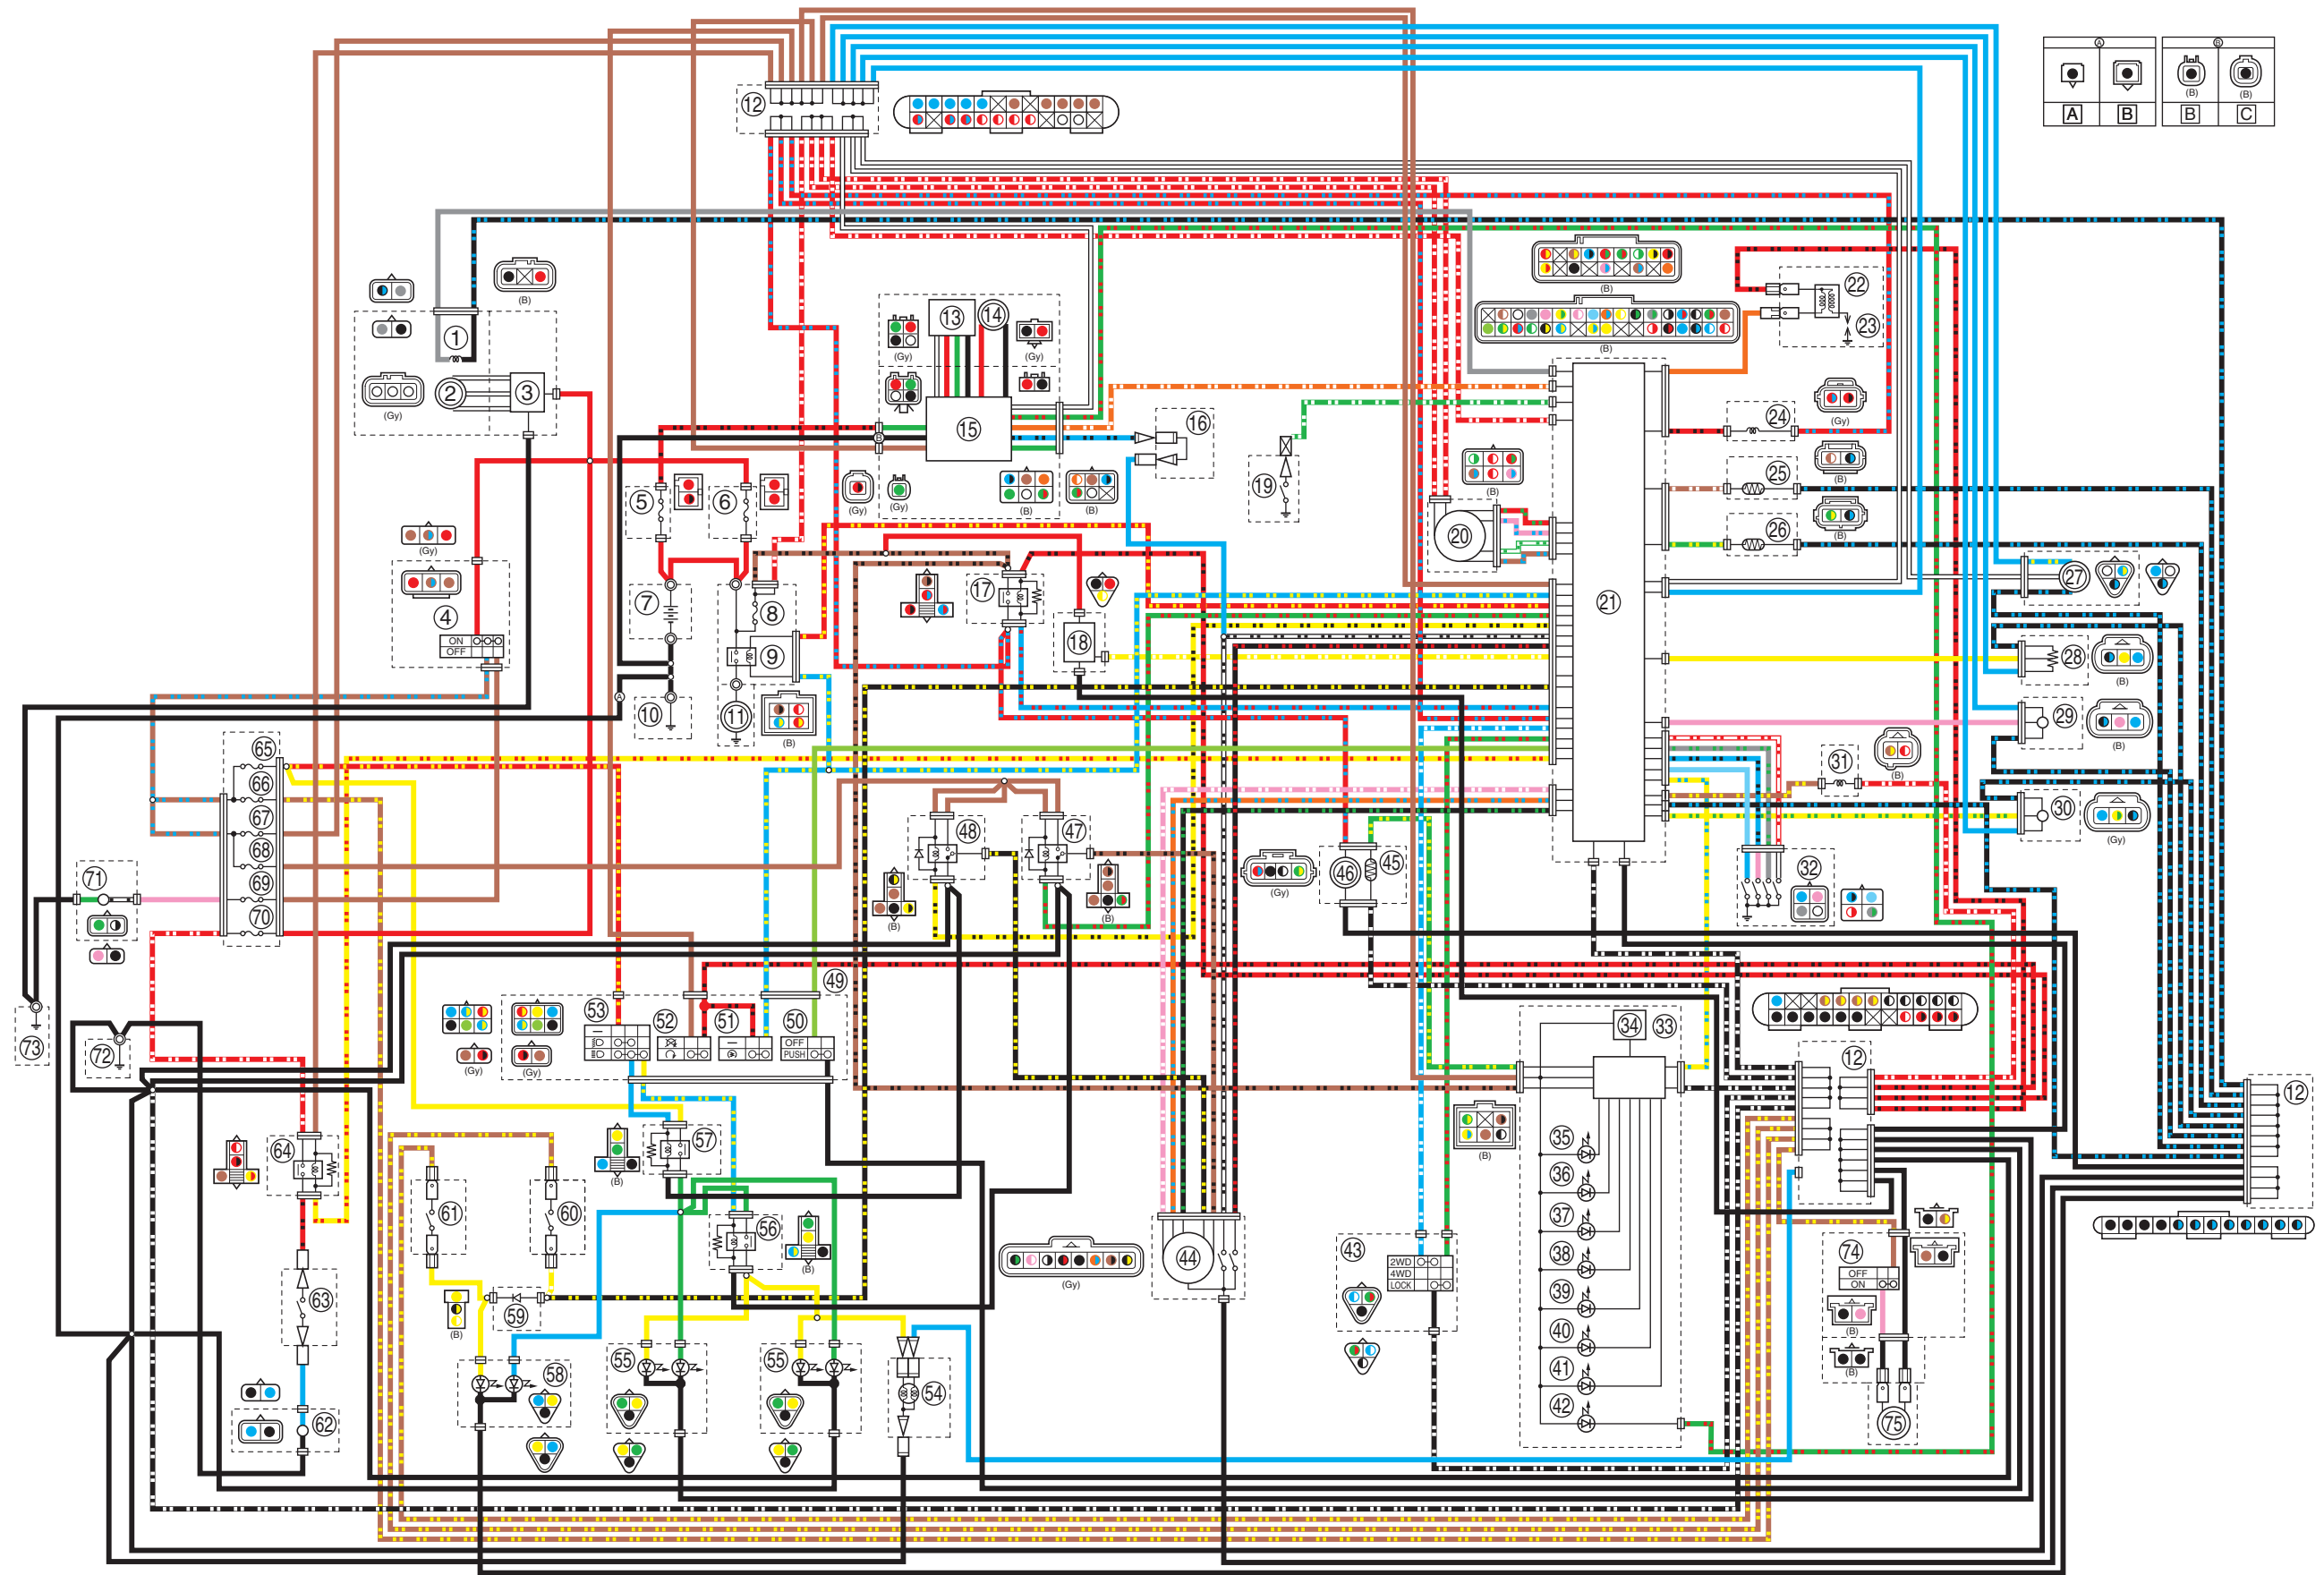 Ⓐ Ⓑ
(B) (B)
A B B C
⑫
(B)
①
(B)
⑬ ⑭
(Gy) (Gy)
㉒
㉓
(B)
② ③
(Gy)
⑮
⑯
㉔
(Gy)
Ⓑ
⑤ ⑥
(Gy) (Gy)
(B) (B)
⑲
(B)
㉕
(B)
(Gy)
④
ON
OFF
⑳
㉖
(B)
⑦ ⑧
⑰
㉑
㉗
⑨
⑱
㉘
(B)
Ⓐ
⑩ ⑪
(B)
㉙
(B)
65
66
67
68
69
70
㉛
(B)
㉚
(Gy)
48 47
(B)
(B)
(Gy)
46 45
㉜
71
49
53 52 51 50
OFF
PUSH
(Gy) (Gy)
73
72
㉞ ㉝
⑫
⑫
(B)
64
57
(B)
㉟
㊱
61 60
56
(B)
㊲
44
(Gy)
43
2WD
4WD
LOCK
㊳
74
OFF
ON
63
59
(B)
㊴
(B)
㊵
(B)
58
55 55
54
㊶
62
㊷
75